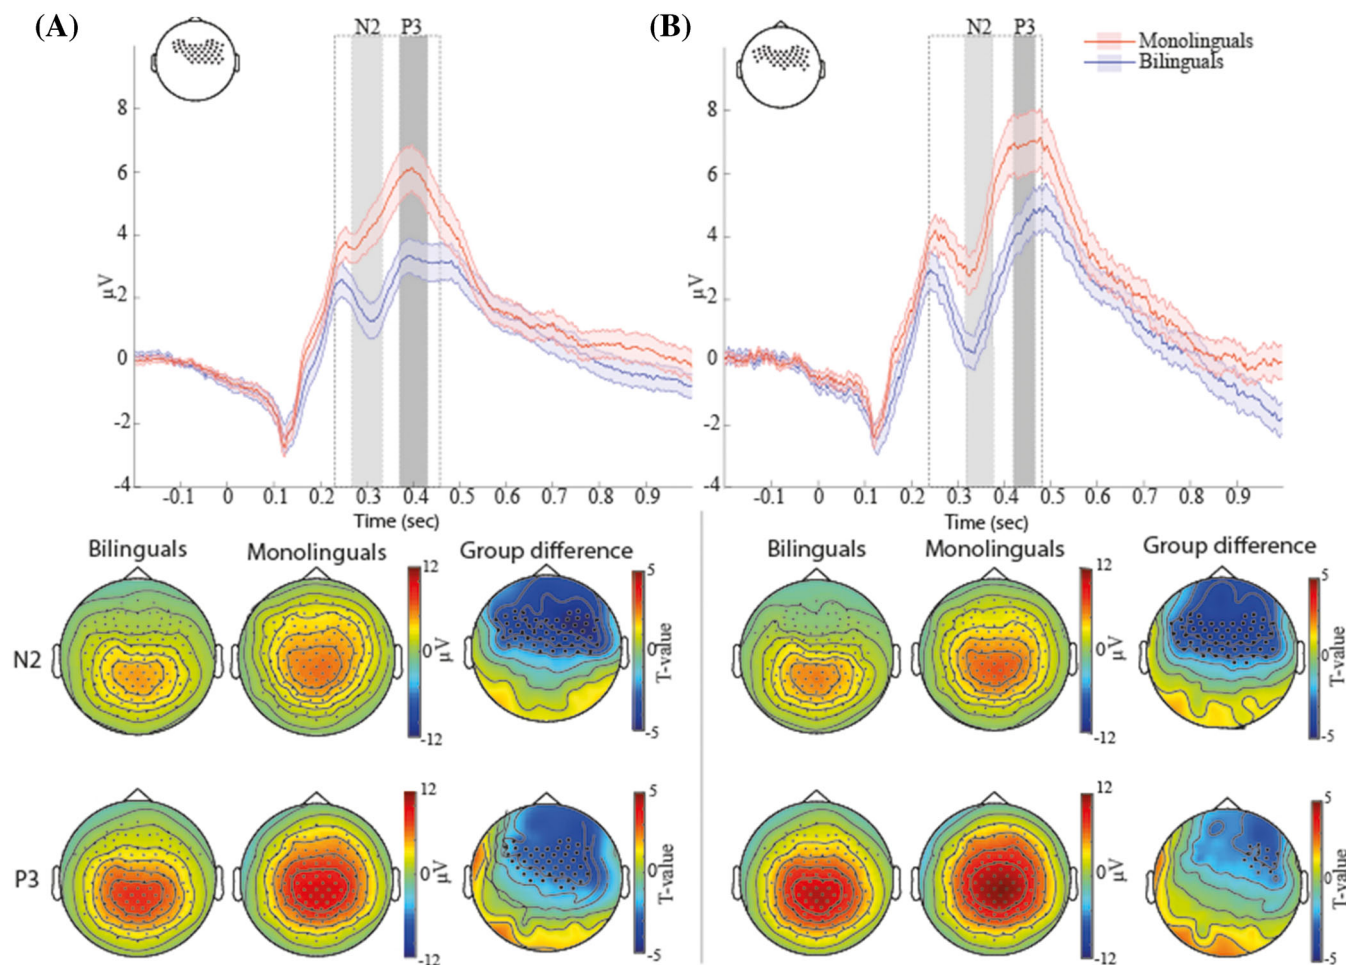 (A)
N2 P3
8
6
4
2
0
-2
-4
µV
-0.1 0 0.1 0.2 0.3 0.4 0.5 0.6 0.7 0.8 0.9
Time (sec)
(B)
N2 P3
Monolinguals
Bilinguals
8
6
4
2
0
-2
-4
µV
-0.1 0 0.1 0.2 0.3 0.4 0.5 0.6 0.7 0.8 0.9
Time (sec)
Bilinguals Monolinguals Group difference
N2
12
0
-12
µV
5
0
-5
T-value
P3
12
0
-12
µV
5
0
-5
T-value
Bilinguals Monolinguals Group difference
12
0
-12
µV
5
0
-5
T-value
12
0
-12
µV
5
0
-5
T-value